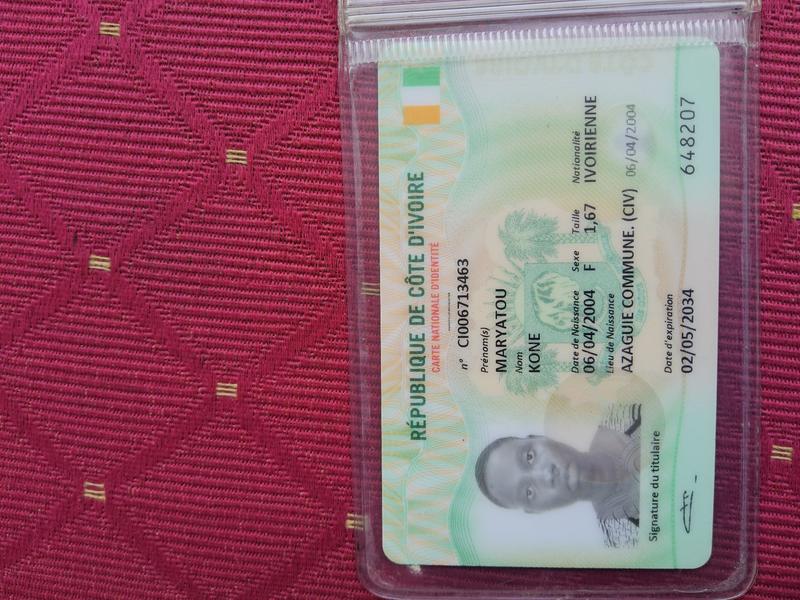 RÉPUBLIQUE DE CÔTE D'IVOIRE
CARTE NATIONALE D'IDENTITÉ
n° CI006713463
Prénom(s)
MARYATOU
Nom
KONE
Date de Naissance Sexe Taille Nationalité
06/04/2004 F 1,67 IVOIRIENNE
Lieu de Naissance
AZAGUIE COMMUNE. (CIV) 06/04/2004
Signature du titulaire
Date d'expiration
02/05/2034 648207